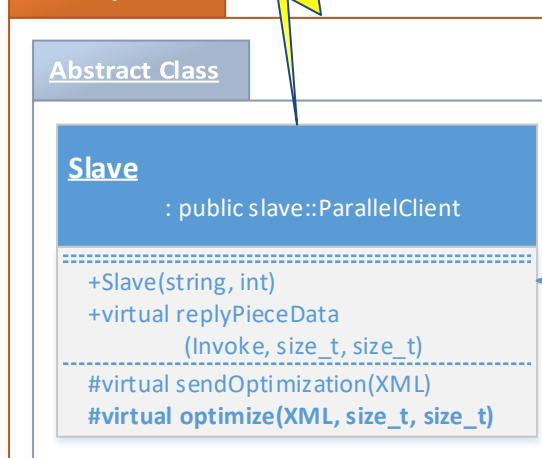 Abstract Class
Slave
: public slave::ParallelClient
+Slave(string, int)
+virtual replyPieceData
(Invoke, size_t, size_t)
#virtual sendOptimization(XML)
#virtual optimize(XML, size_t, size_t)